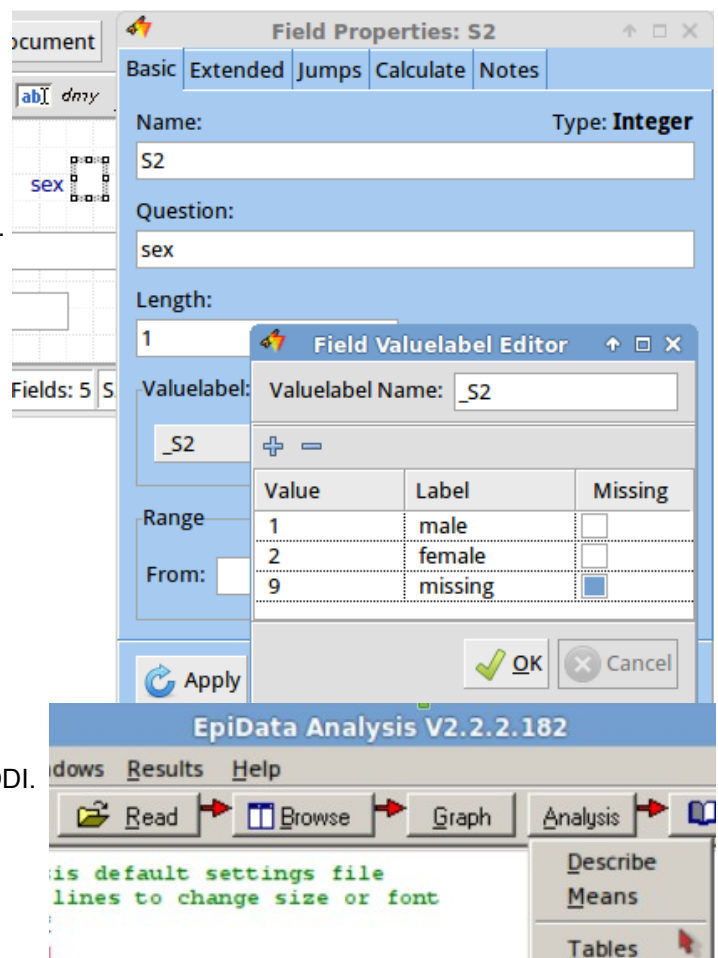 ocument
Field Properties: S2
Basic Extended Jumps Calculate Notes
ab dmy
Name: Type: Integer
S2
sex
Question:
sex
Length:
1
Field Valuelabel Editor
Fields: 5 S
Valuelabel:
Valuelabel Name: _S2
_S2
Value Label Missing
Range
1 male
2 female
From:
9 missing
OK Cancel
Apply
EpiData Analysis V2.2.2.182
DDI.
dows Results Help
Read Browse Graph Analysis
is default settings file
lines to change size or font
Describe
Means
Tables